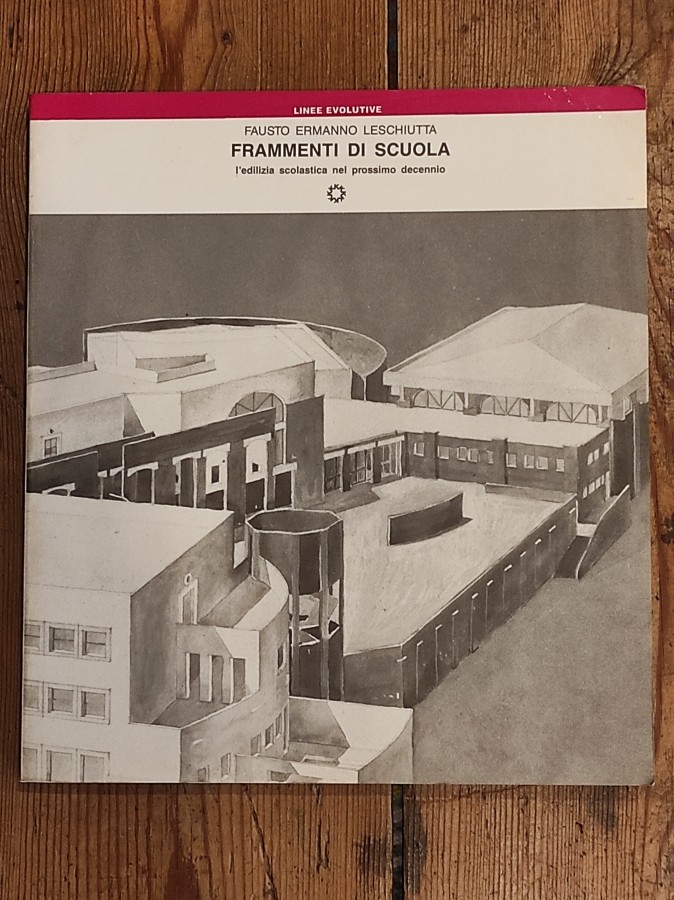 LINEE EVOLUTIVE
FAUSTO ERMANNO LESCHIUTTA
FRAMMENTI DI SCUOLA
l'edilizia scolastica nel prossimo decennio